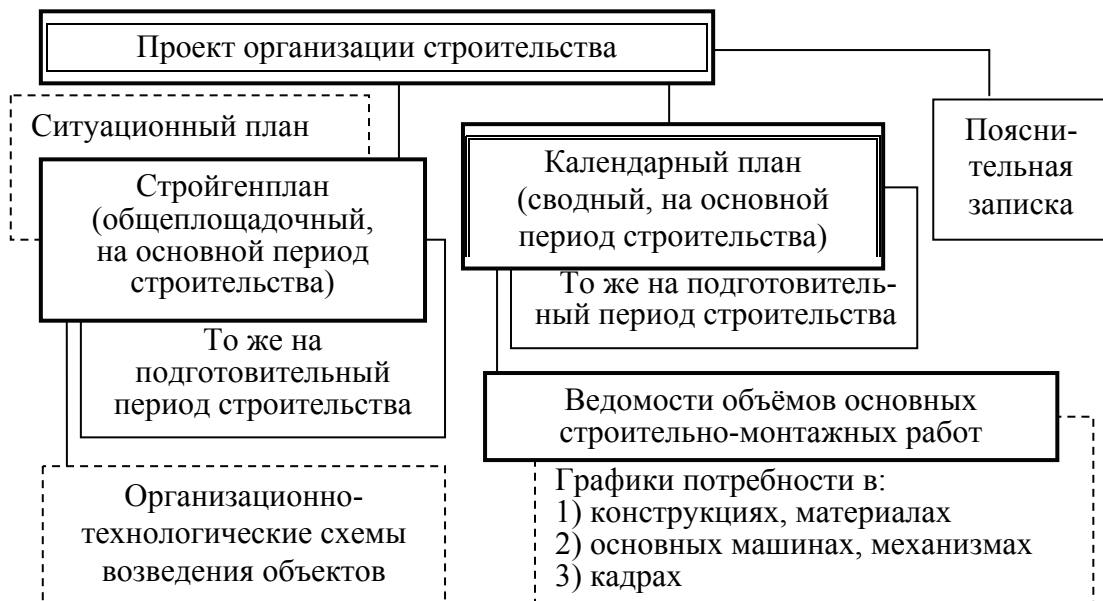 Проект организации строительства
Ситуационный план
Стройгенплан
(общеплощадочный,
на основной период
строительства)
То же на
подготовительный
период строительства
Организационно-
технологические схемы
возведения объектов
Календарный план
(сводный, на основной
период строительства)
То же на подготовитель-
ный период строительства
Ведомости объёмов основных
строительно-монтажных работ
Графики потребности в:
1) конструкциях, материалах
2) основных машинах, механизмах
3) кадрах
Поясни-
тельная
записка